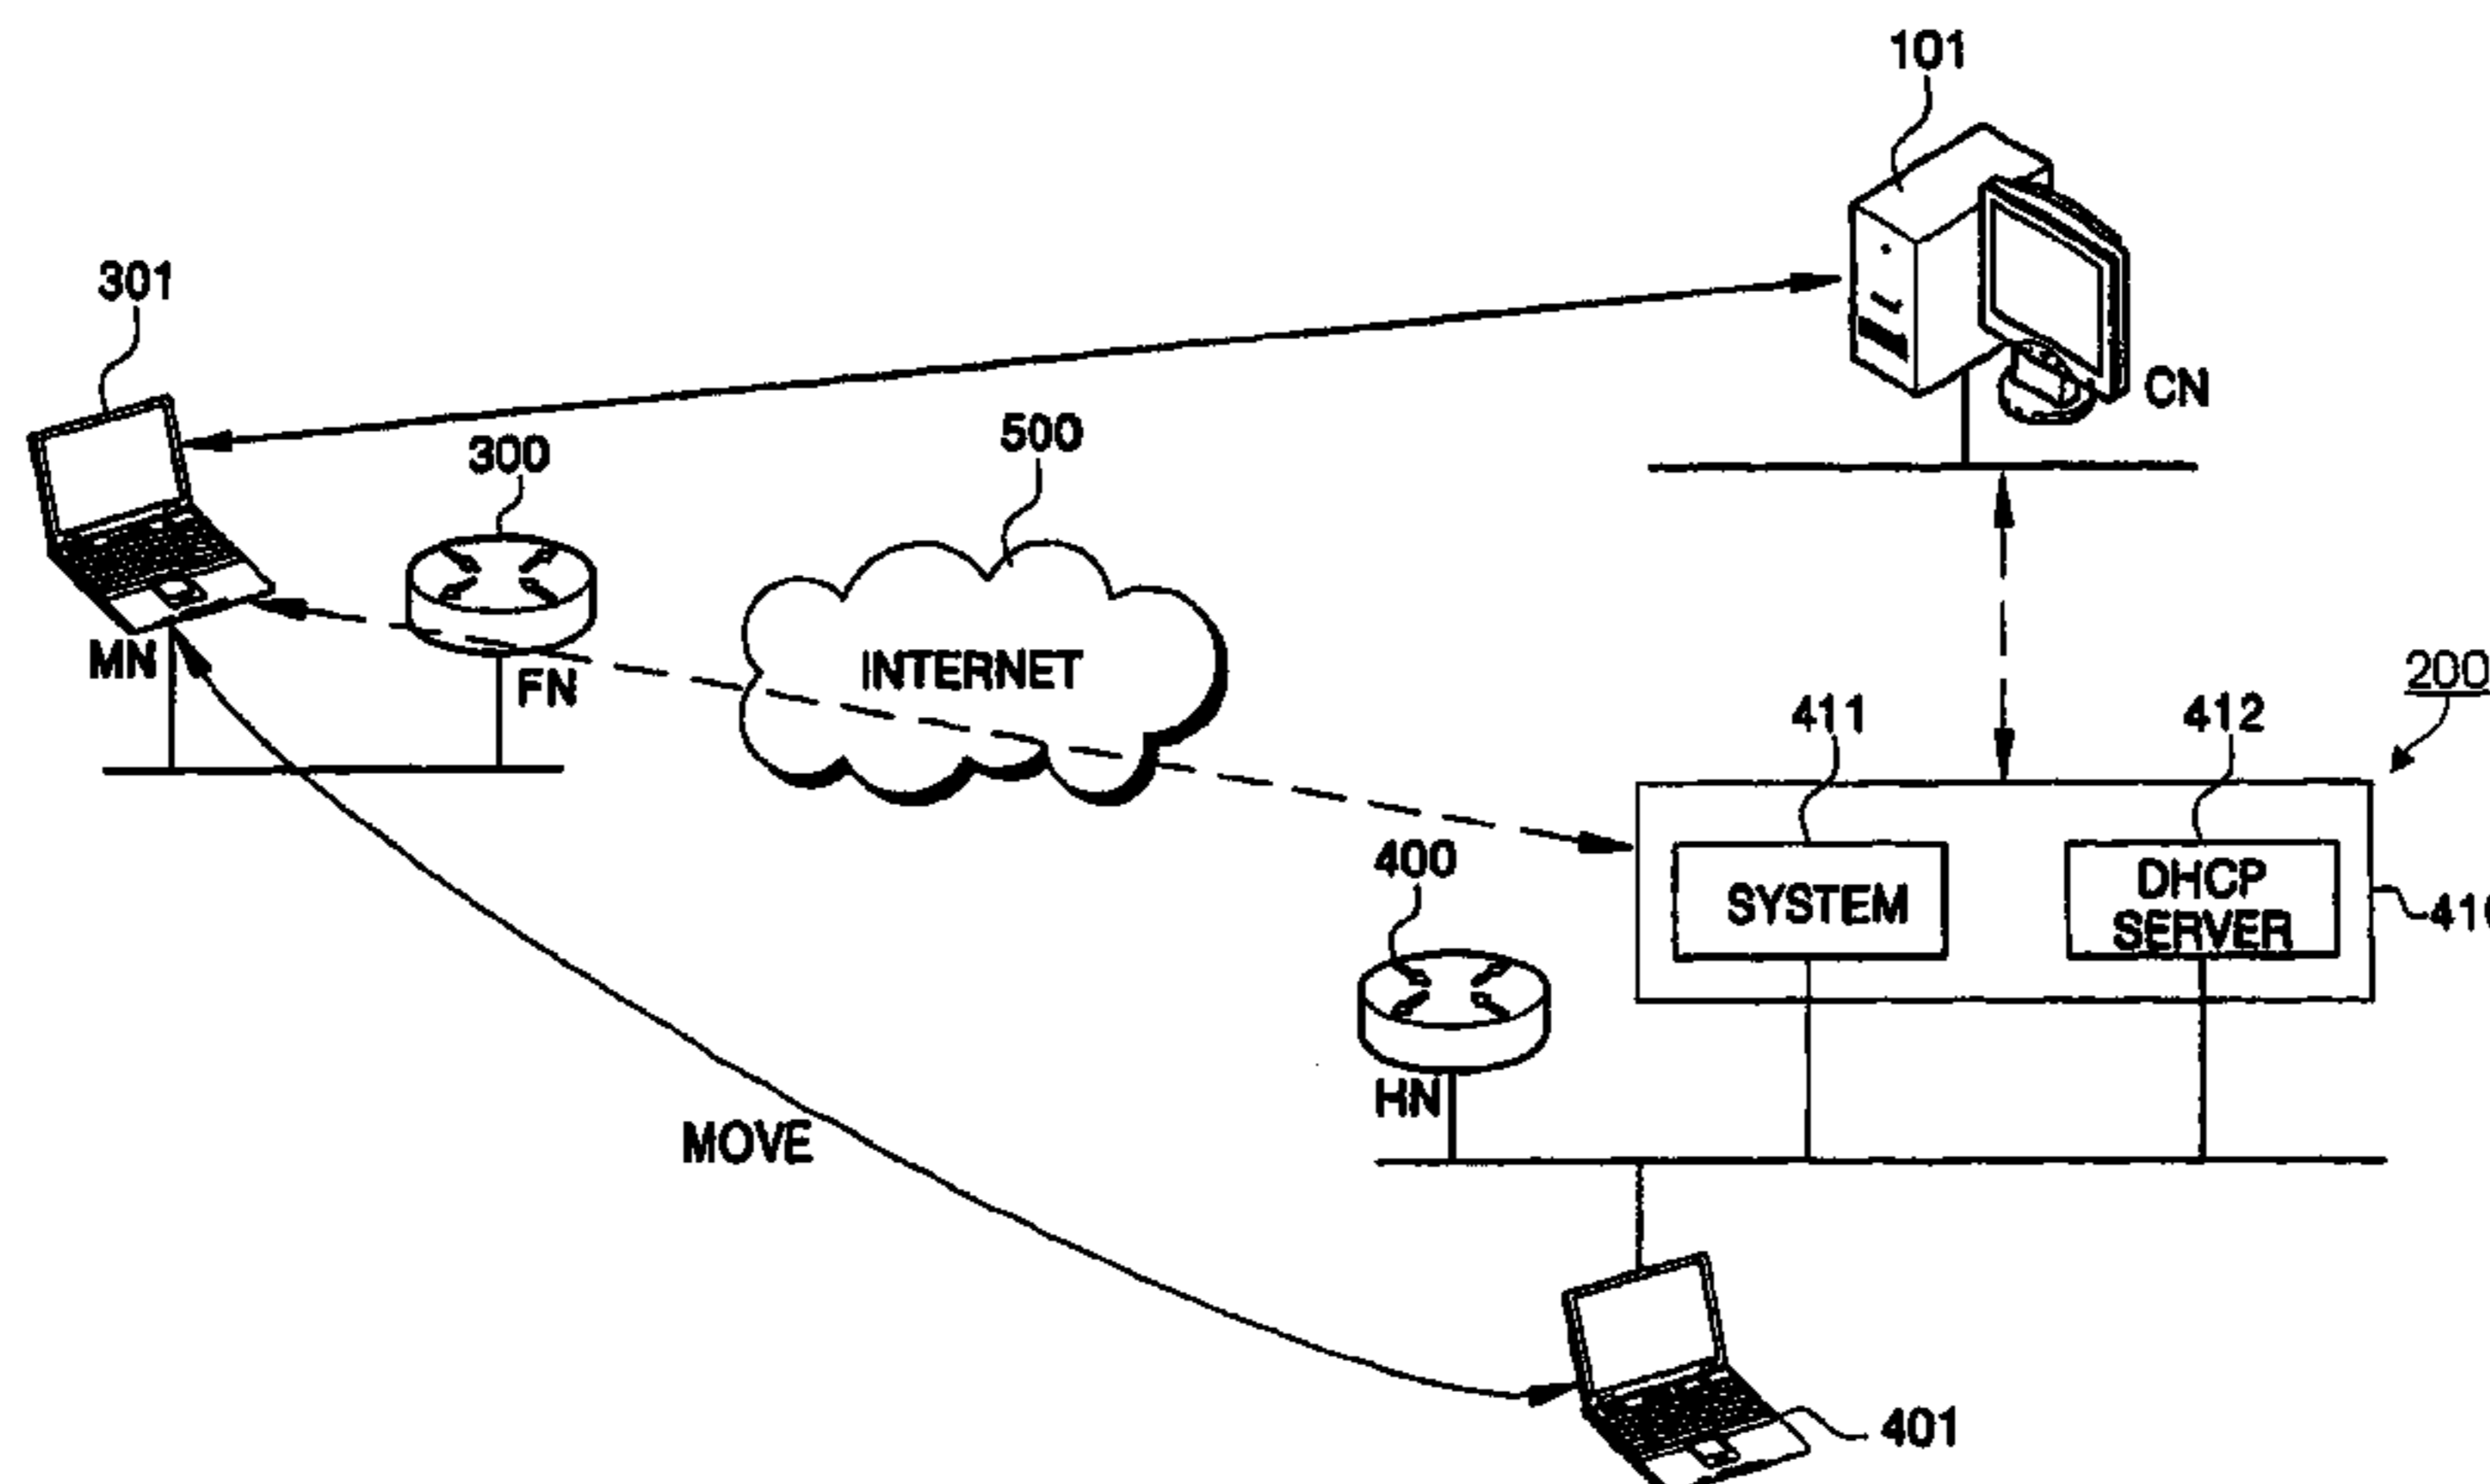 101
301
CN
300
500
MN
FN
INTERNET
200
411
412
400
SYSTEM
DHCP
SERVER
HN
MOVE
401